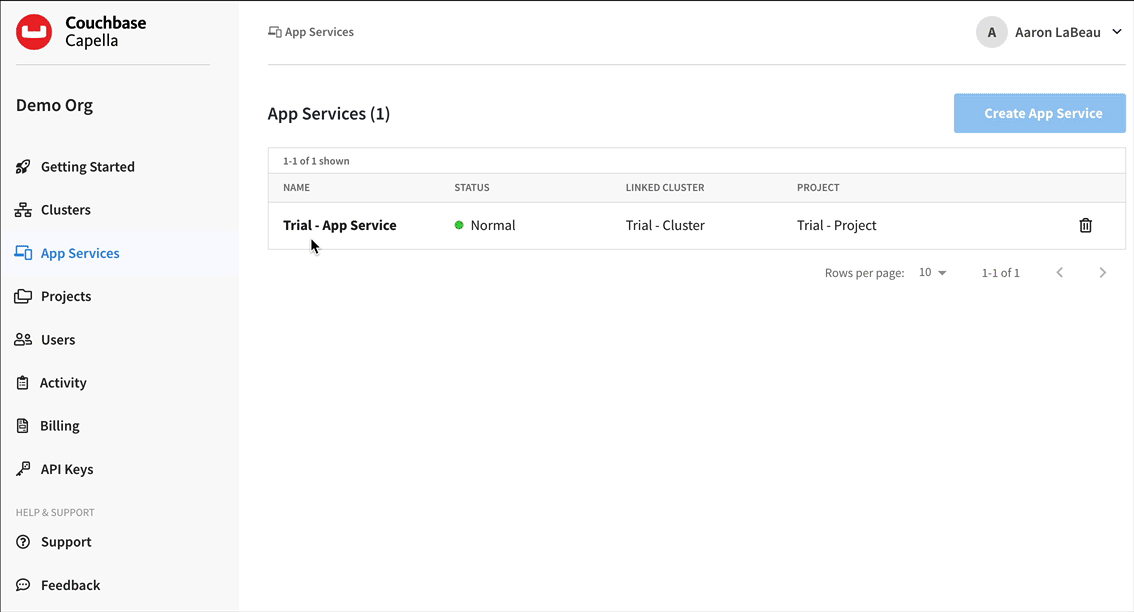 Couchbase
Capella
Demo Org
Getting Started
Clusters
App Services
Projects
Users
Activity
Billing
API Keys
HELP & SUPPORT
Support
Feedback
App Services
A Aaron LaBeau
App Services (1)
Create App Service
1-1 of 1 shown
NAME STATUS LINKED CLUSTER PROJECT
Trial - App Service Normal Trial - Cluster Trial - Project
Rows per page: 10 1-1 of 1